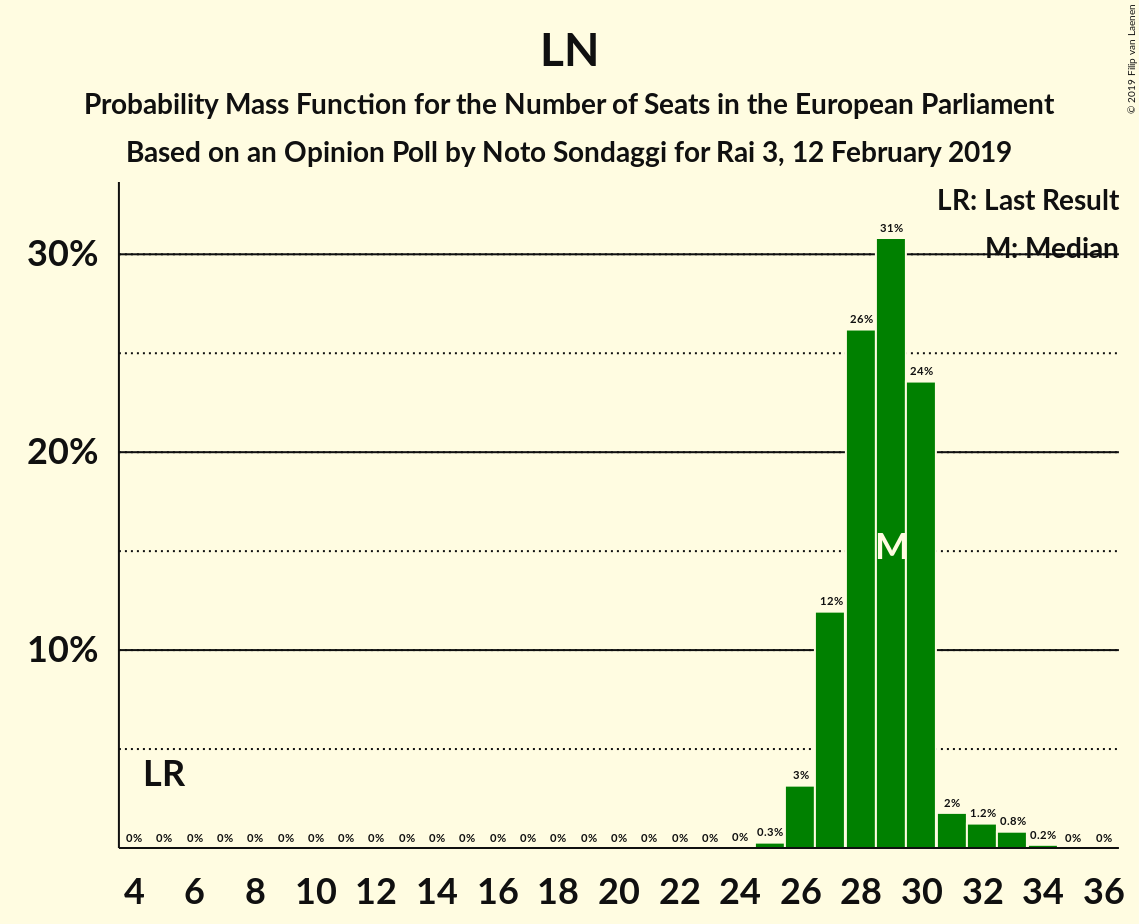 LN
Probability Mass Function for the Number of Seats in the European Parliament
Based on an Opinion Poll by Noto Sondaggi for Rai 3, 12 February 2019
© 2019 Filip van Laenen
LR: Last Result
M: Median
30%
20%
10%
31%
26%
24%
12%
M
LR
0% 0% 0% 0% 0% 0% 0% 0% 0% 0% 0% 0% 0% 0% 0% 0% 0% 0% 0% 0% 0% 0.3% 3% 2% 1.2% 0.8% 0.2% 0% 0%
4 6 8 10 12 14 16 18 20 22 24 26 28 30 32 34 36